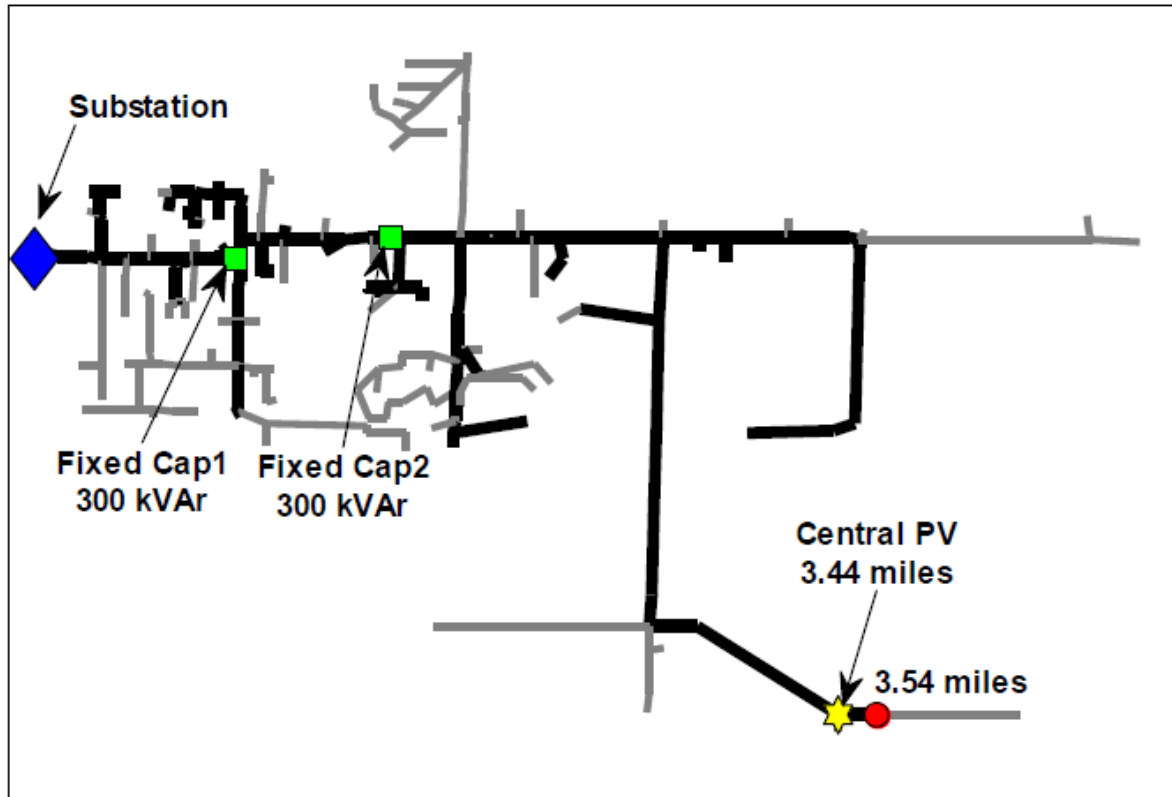 Substation
Fixed Cap1
300 kVAr
Fixed Cap2
300 kVAr
Central PV
3.44 miles
3.54 miles